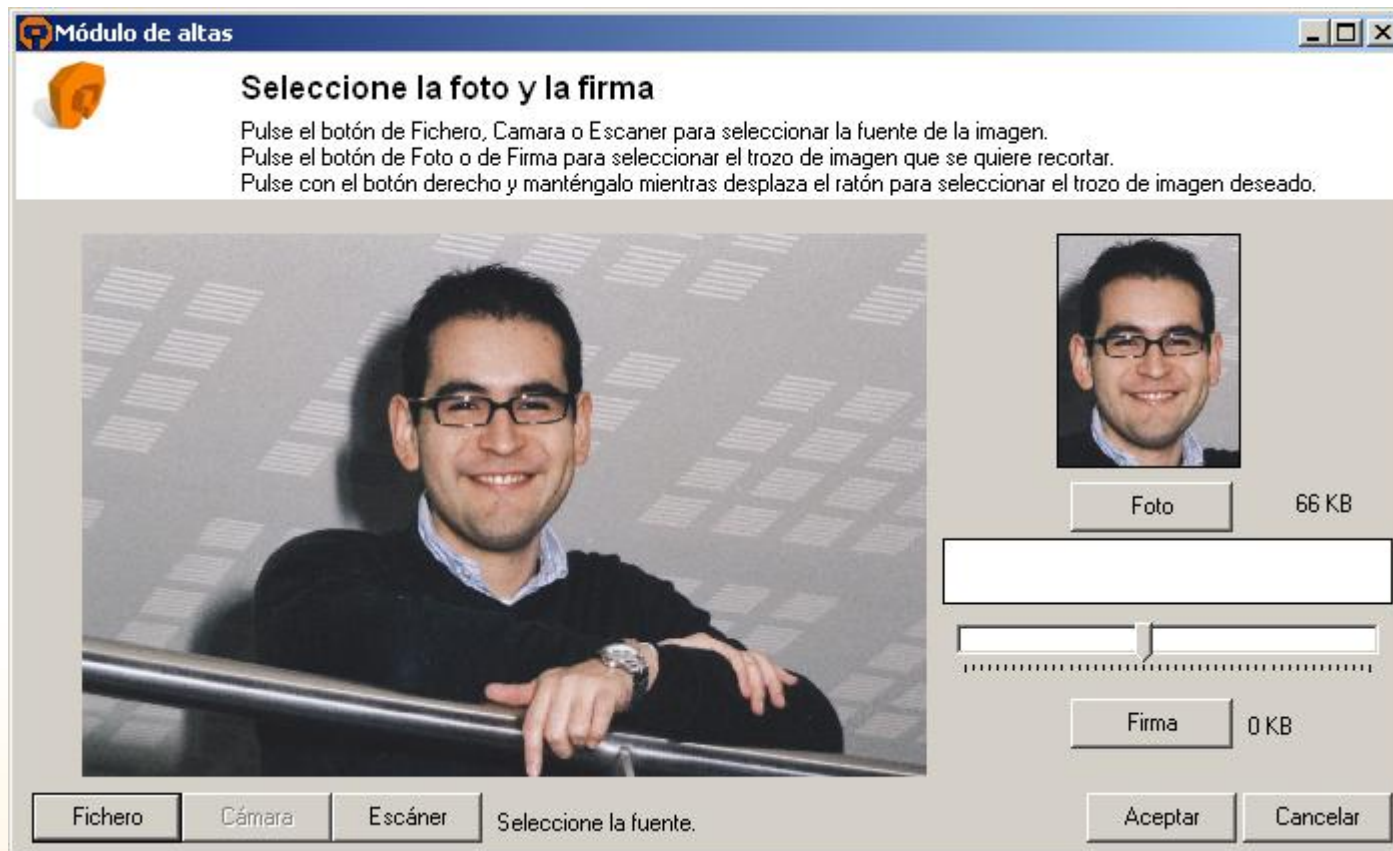 Módulo de altas
Seleccione la foto y la firma
Pulse el botón de Fichero, Camara o Escaner para seleccionar la fuente de la imagen.
Pulse el botón de Foto o de Firma para seleccionar el trozo de imagen que se quiere recortar.
Pulse con el botón derecho y manténgalo mientras desplaza el ratón para seleccionar el trozo de imagen deseado.
Foto 66 KB
Firma 0 KB
Fichero Cámara Escáner Seleccione la fuente. Aceptar Cancelar